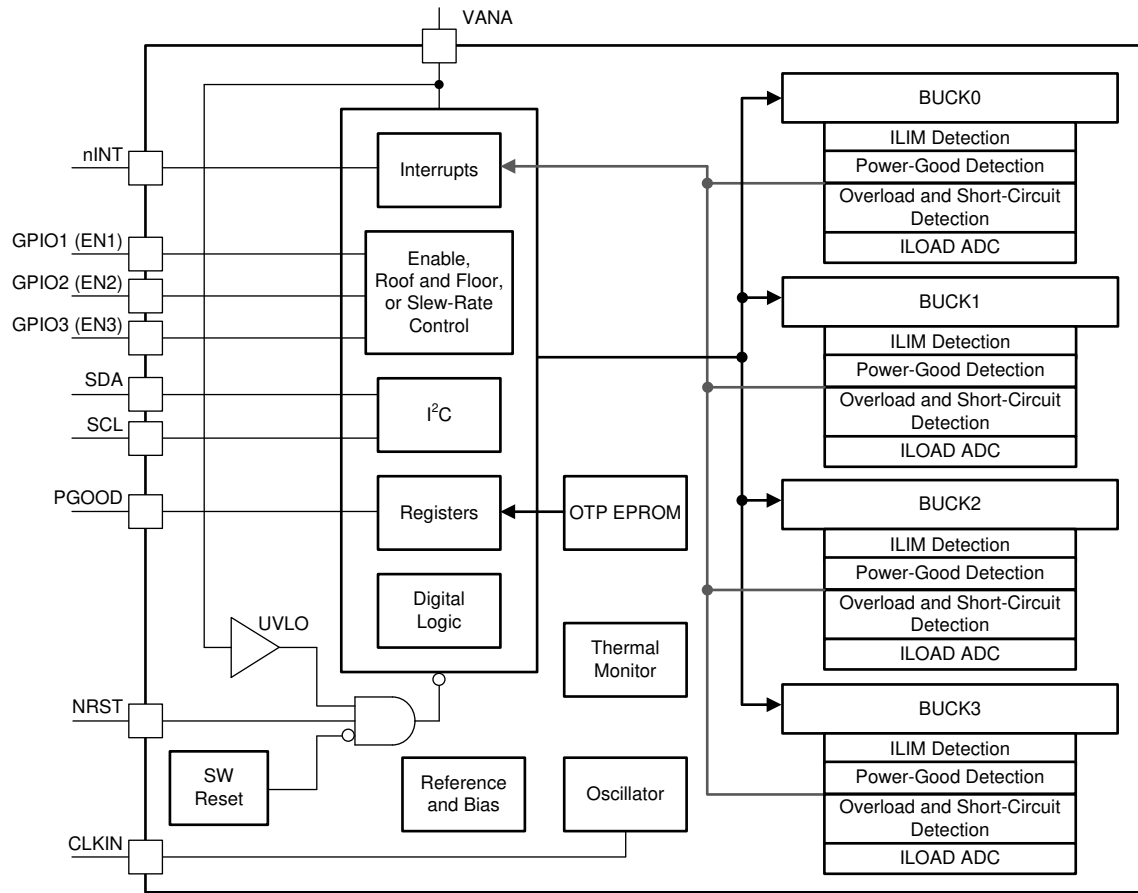 VANA
nINT
GPIO1 (EN1)
GPIO2 (EN2)
GPIO3 (EN3)
SDA
SCL
PGOOD
NRST
CLKIN
Interrupts
Enable,
Roof and Floor,
or Slew-Rate
Control
I²C
Registers
OTP EPROM
Digital
Logic
UVLO
Thermal
Monitor
SW
Reset
Reference
and Bias
Oscillator
BUCK0
ILIM Detection
Power-Good Detection
Overload and Short-Circuit
Detection
ILOAD ADC
BUCK1
ILIM Detection
Power-Good Detection
Overload and Short-Circuit
Detection
ILOAD ADC
BUCK2
ILIM Detection
Power-Good Detection
Overload and Short-Circuit
Detection
ILOAD ADC
BUCK3
ILIM Detection
Power-Good Detection
Overload and Short-Circuit
Detection
ILOAD ADC